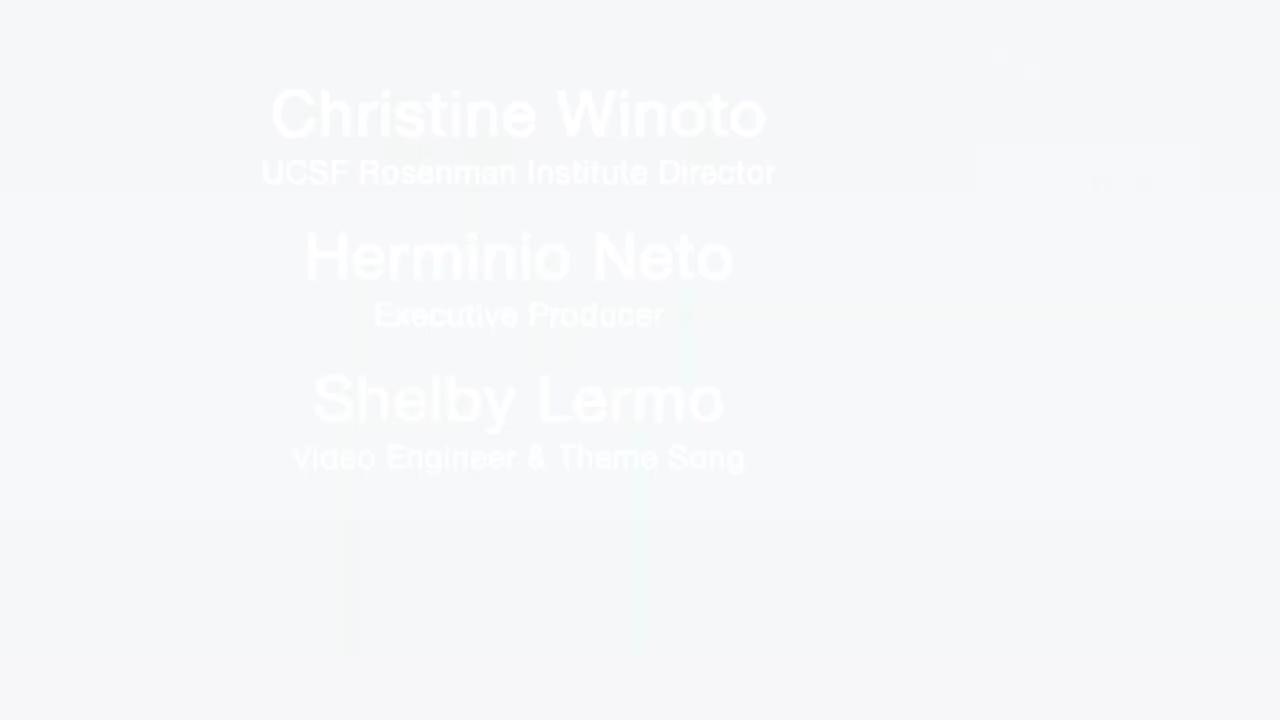 Christine Winoto
UCSF Rosenman Institute Director
Herminio Neto
Executive Producer
Shelby Lermo
Video Engineer & Theme Song